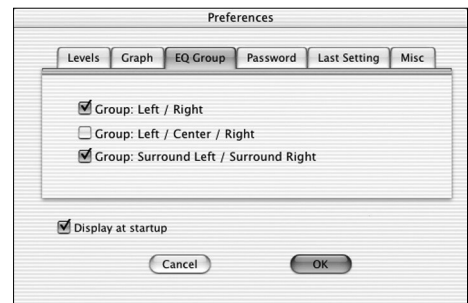 Preferences
Levels Graph EQ Group Password Last Setting Misc
Group: Left / Right
Group: Left / Center / Right
Group: Surround Left / Surround Right
Display at startup
Cancel OK